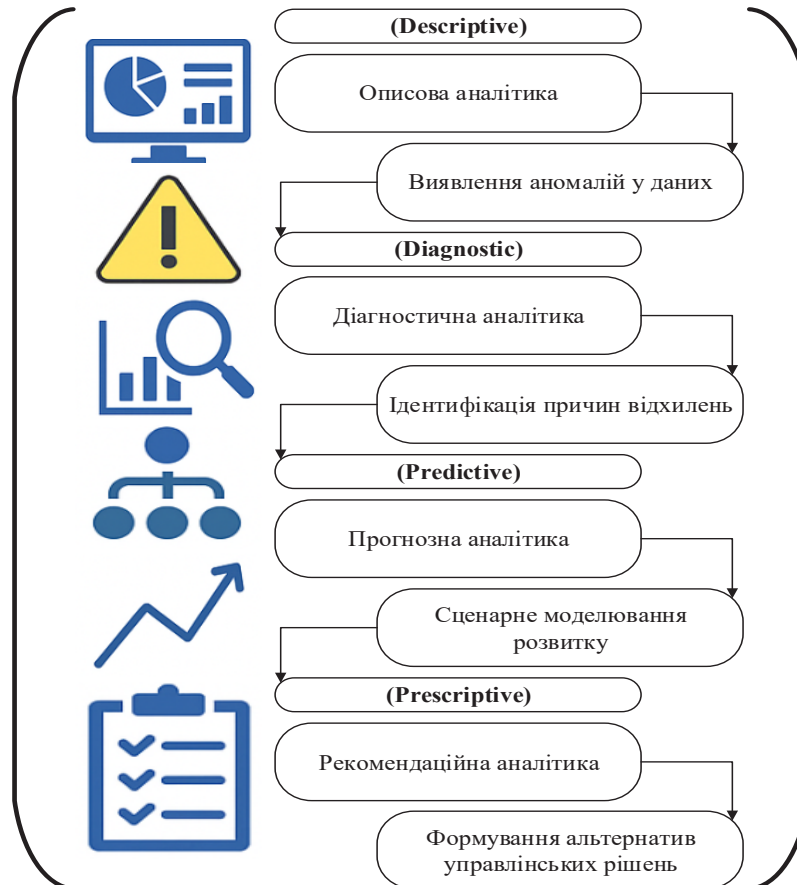 (Descriptive)
Описова аналітика
Виявлення аномалій у даних
(Diagnostic)
Діагностична аналітика
Ідентифікація причин відхилень
(Predictive)
Прогнозна аналітика
Сценарне моделювання
розвитку
(Prescriptive)
Рекомендаційна аналітика
Формування альтернатив
управлінських рішень